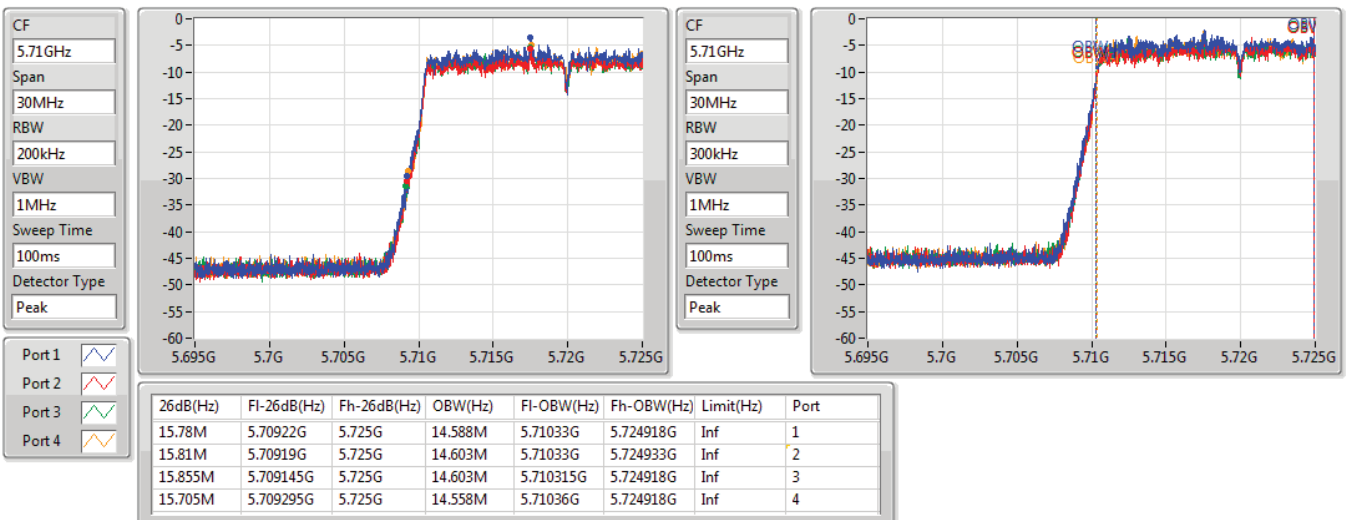 CF
5.71GHz
Span
30MHz
RBW
200kHz
VBW
1MHz
Sweep Time
100ms
Detector Type
Peak
0
-5
-10
-15
-20
-25
-30
-35
-40
-45
-50
-55
-60
5.695G 5.7G 5.705G 5.71G 5.715G 5.72G 5.725G
CF
5.71GHz
Span
30MHz
RBW
300kHz
VBW
1MHz
Sweep Time
100ms
Detector Type
Peak
0
-5
-10
-15
-20
-25
-30
-35
-40
-45
-50
-55
-60
5.695G 5.7G 5.705G 5.71G 5.715G 5.72G 5.725G
OBW
OBW
Port 1
Port 2
Port 3
Port 4
26dB(Hz) Fl-26dB(Hz) Fh-26dB(Hz) OBW(Hz) Fl-OBW(Hz) Fh-OBW(Hz) Limit(Hz) Port
15.78M 5.70922G 5.725G 14.588M 5.71033G 5.724918G Inf 1
15.81M 5.70919G 5.725G 14.603M 5.71033G 5.724933G Inf 2
15.855M 5.709145G 5.725G 14.603M 5.710315G 5.724918G Inf 3
15.705M 5.709295G 5.725G 14.558M 5.71036G 5.724918G Inf 4